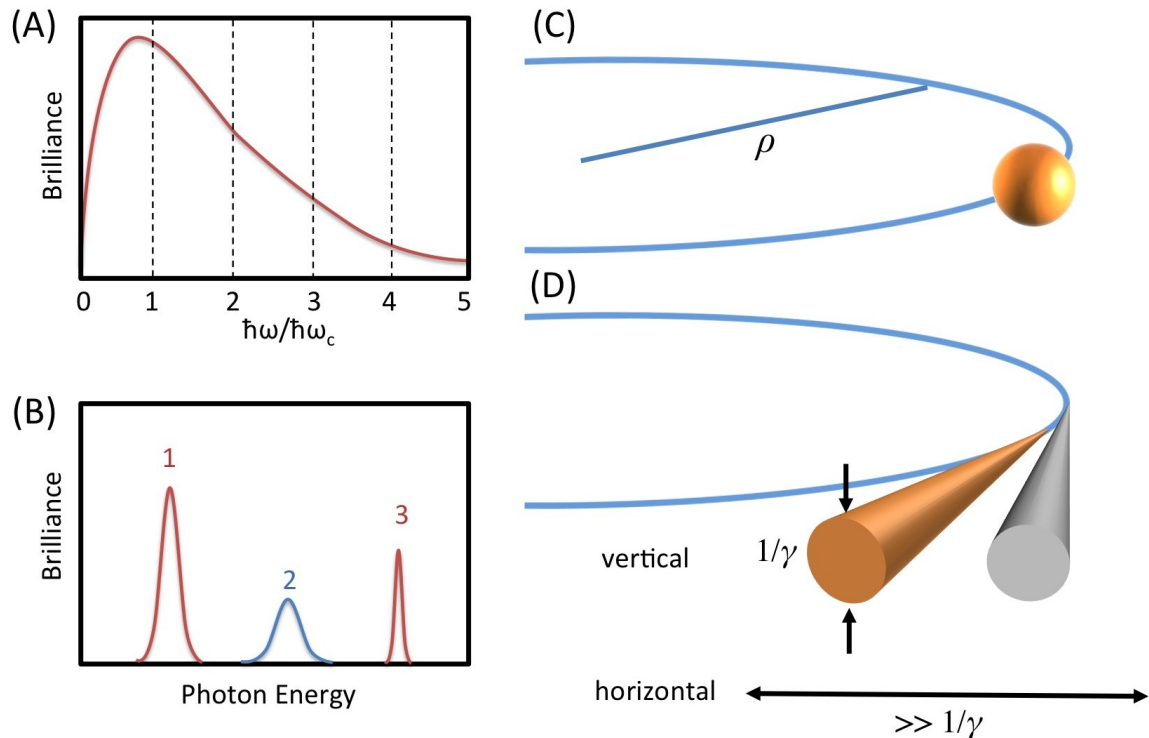 (A)
Brilliance
0 1 2 3 4 5
ħω/ħω_c
(B)
Brilliance
1
2
3
Photon Energy
(C)
ρ
(D)
vertical
1/γ
horizontal
>> 1/γ